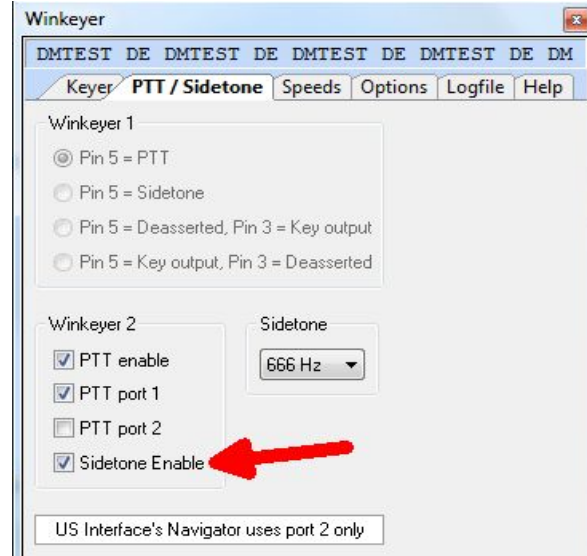 Winkeyer
DMTEST DE DMTEST DE DMTEST DE DMTEST DE DM
Keyer PTT / Sidetone Speeds Options Logfile Help
Winkeyer 1
Pin 5 = PTT
Pin 5 = Sidetone
Pin 5 = Deasserted, Pin 3 = Key output
Pin 5 = Key output, Pin 3 = Deasserted
Winkeyer 2
PTT enable
PTT port 1
PTT port 2
Sidetone Enable
Sidetone
666 Hz
US Interface's Navigator uses port 2 only